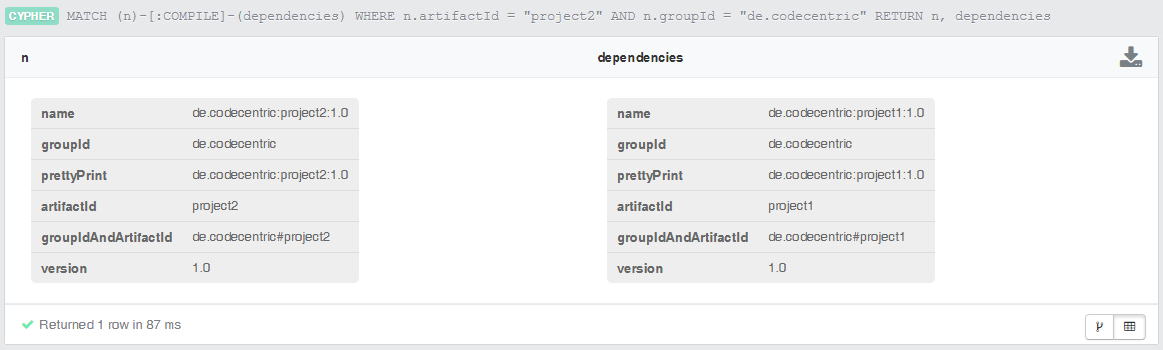 CYPHER MATCH (n)-[:COMPILE]-(dependencies) WHERE n.artifactId = "project2" AND n.groupId = "de.codecentric" RETURN n, dependencies
n dependencies
name de.codecentric:project2:1.0 name de.codecentric:project1:1.0
groupId de.codecentric groupId de.codecentric
prettyPrint de.codecentric:project2:1.0 prettyPrint de.codecentric:project1:1.0
artifactId project2 artifactId project1
groupIdAndArtifactId de.codecentric#project2 groupIdAndArtifactId de.codecentric#project1
version 1.0 version 1.0
Returned 1 row in 87 ms